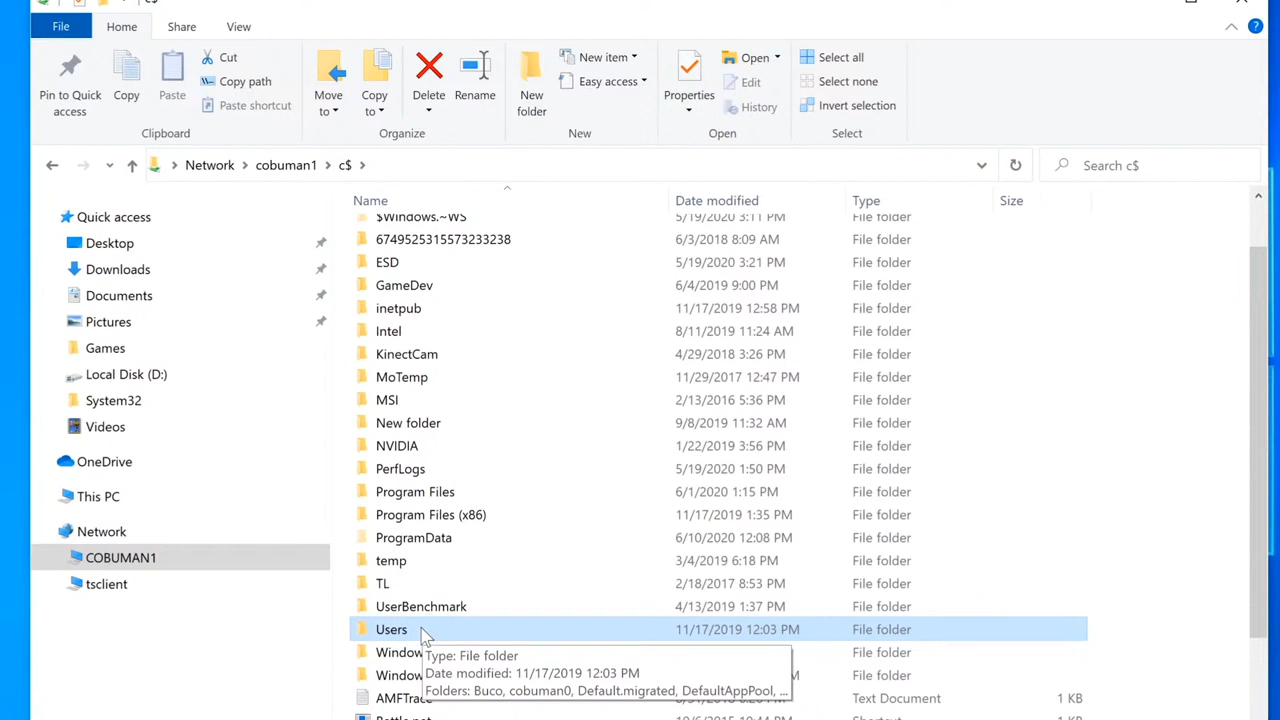 c$
File Home Share View
Pin to Quick access
Copy
Paste
Cut
Copy path
Paste shortcut
Clipboard
Move to
Copy to
Delete
Rename
Organize
New folder
New item
Easy access
New
Properties
Open
Edit
History
Open
Select all
Select none
Invert selection
Select
Network cobuman1 c$
Search c$
Quick access
Desktop
Downloads
Documents
Pictures
Games
Local Disk (D:)
System32
Videos
OneDrive
This PC
Network
COBUMAN1
tsclient
Name Date modified Type Size
$Windows.~WS 5/19/2020 3:11 PM File folder
6749525315573233238 6/3/2018 8:09 AM File folder
ESD 5/19/2020 3:21 PM File folder
GameDev 6/4/2019 9:00 PM File folder
inetpub 11/17/2019 12:58 PM File folder
Intel 8/11/2019 11:24 AM File folder
KinectCam 4/29/2018 3:26 PM File folder
MoTemp 11/29/2017 12:47 PM File folder
MSI 2/13/2016 5:36 PM File folder
New folder 9/8/2019 11:32 AM File folder
NVIDIA 1/22/2019 3:56 PM File folder
PerfLogs 5/19/2020 1:50 PM File folder
Program Files 6/1/2020 1:15 PM File folder
Program Files (x86) 11/17/2019 1:35 PM File folder
ProgramData 6/10/2020 12:08 PM File folder
temp 3/4/2019 6:18 PM File folder
TL 2/18/2017 8:53 PM File folder
UserBenchmark 4/13/2019 1:37 PM File folder
Users 11/17/2019 12:03 PM File folder
File folder
File folder
Text Document 1 KB
Type: File folder
Date modified: 11/17/2019 12:03 PM
Folders: Buco, cobuman0, Default.migrated, DefaultAppPool, ...